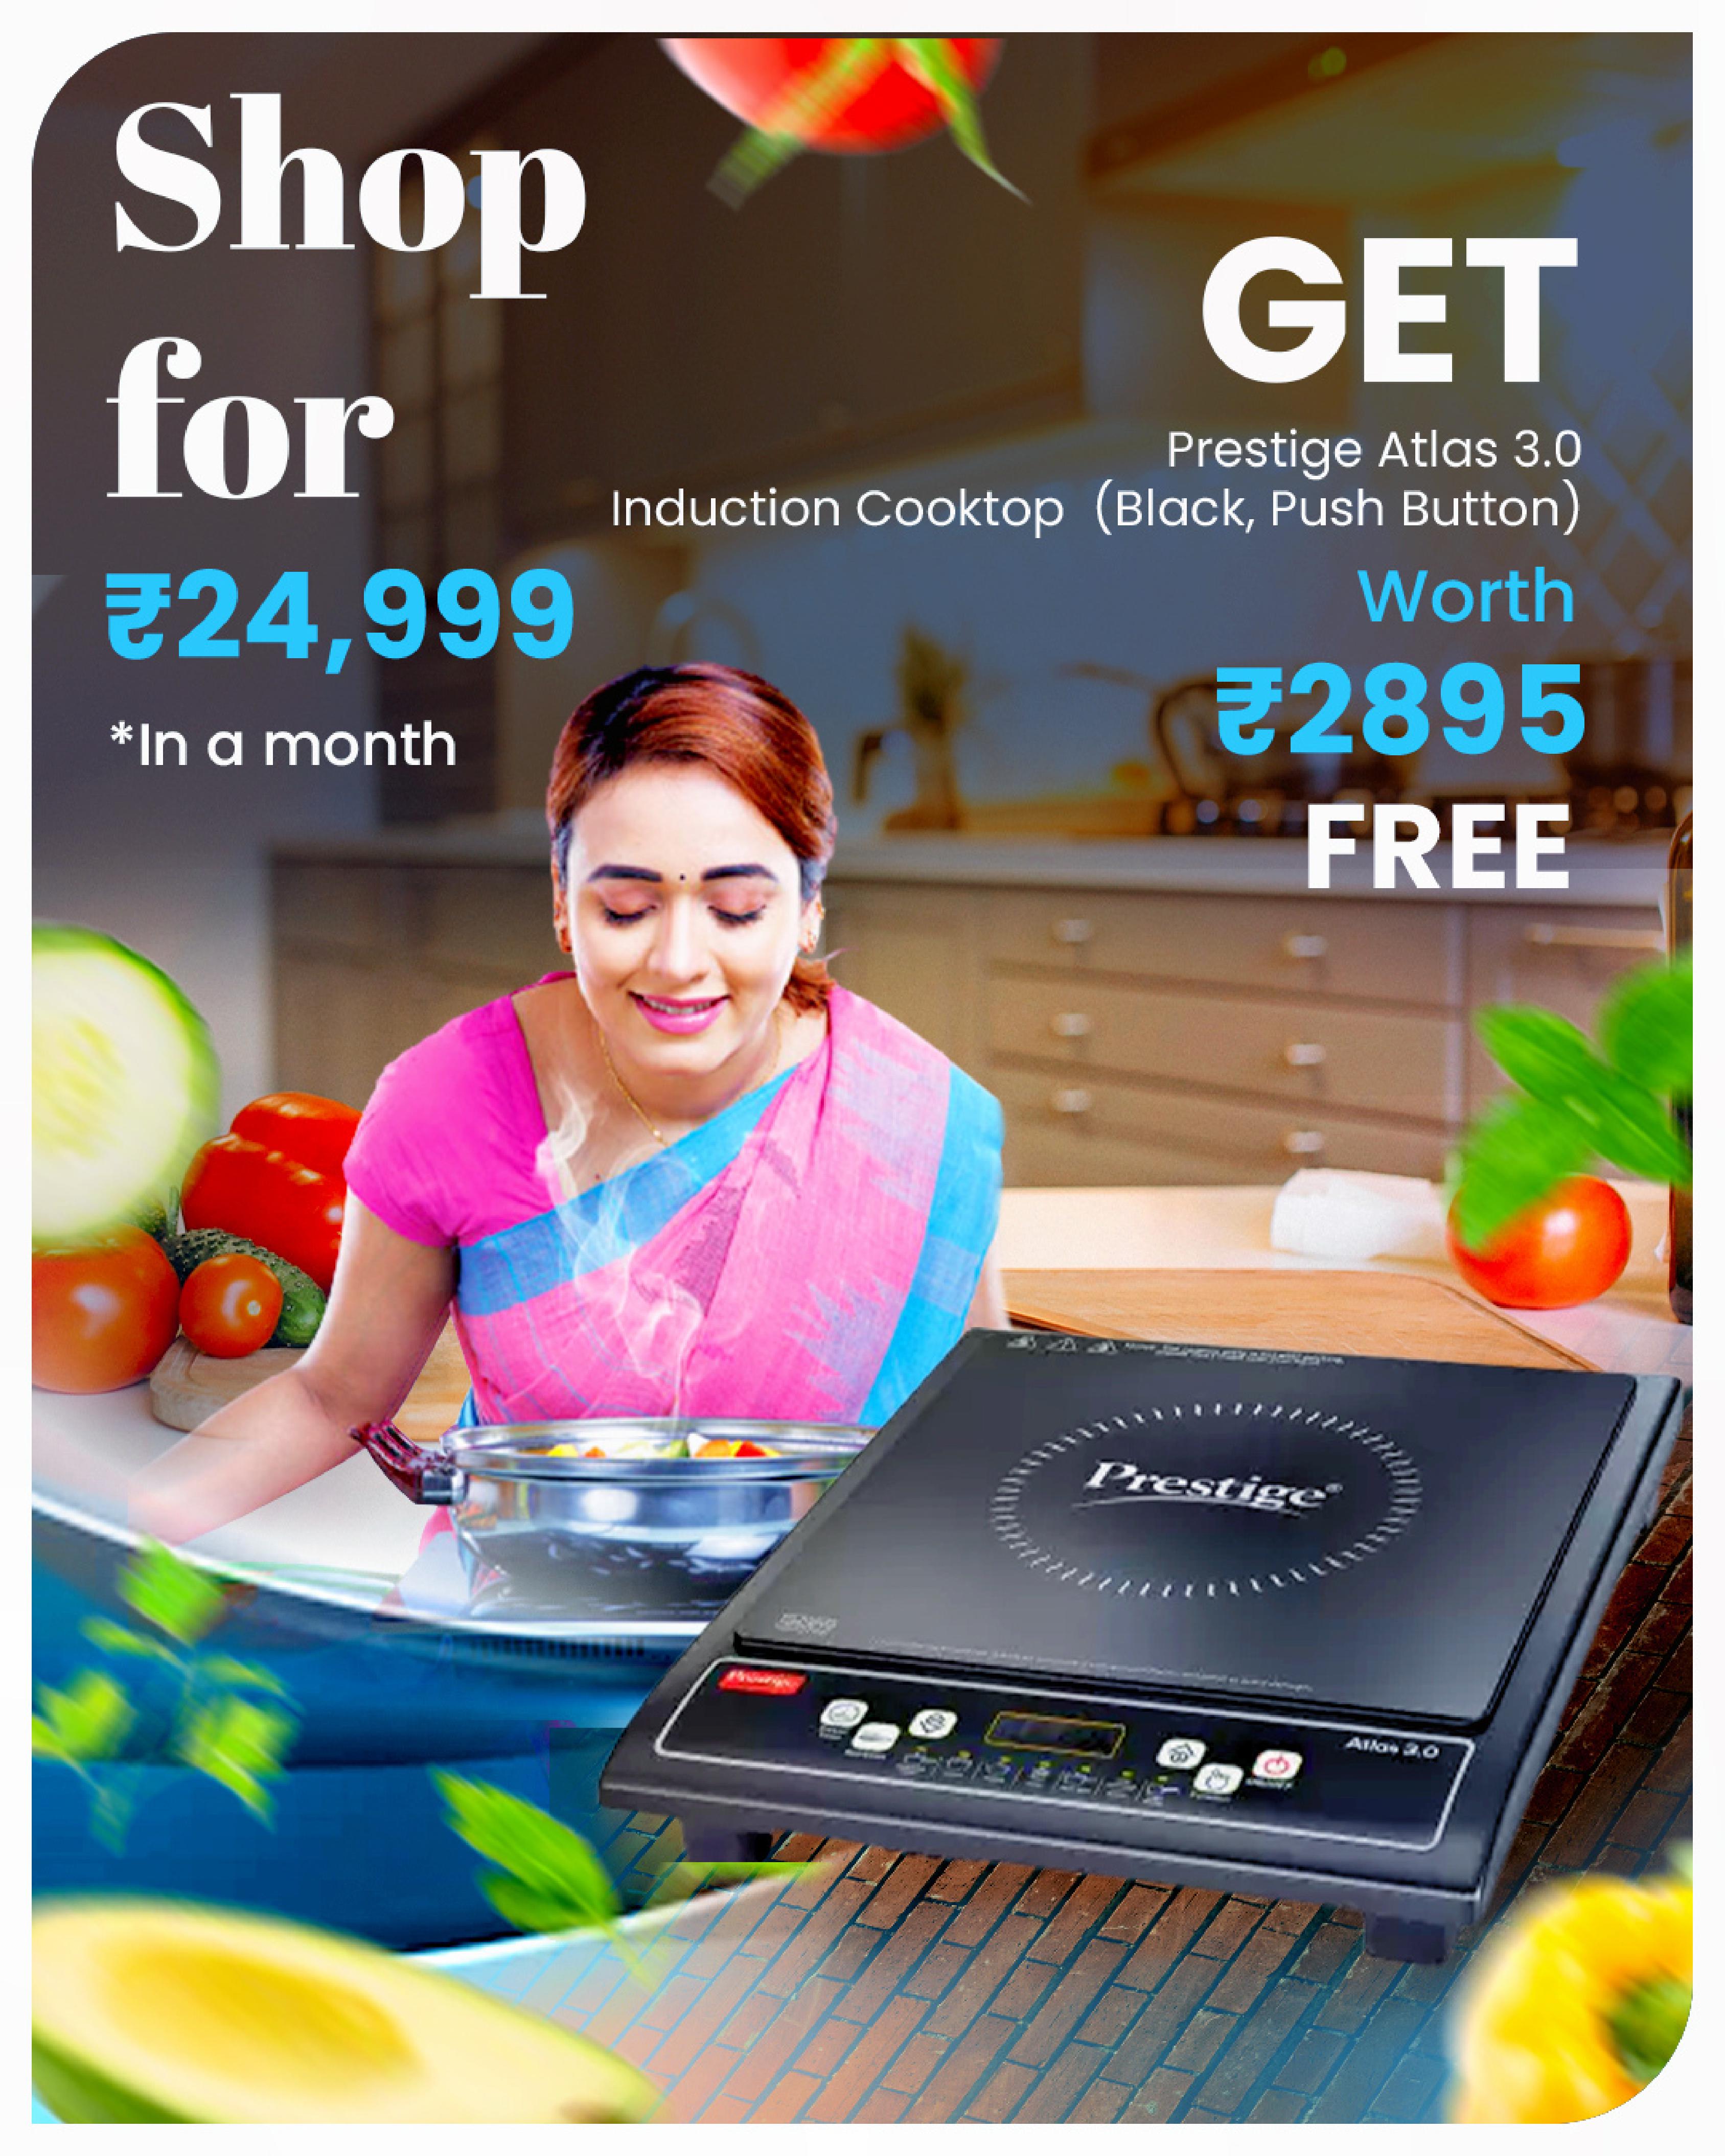 Shop
for
₹24,999
*In a month
GET
Prestige Atlas 3.0
Induction Cooktop (Black, Push Button)
Worth
₹2895
FREE
Prestige®
Prestige
Atlas 3.0